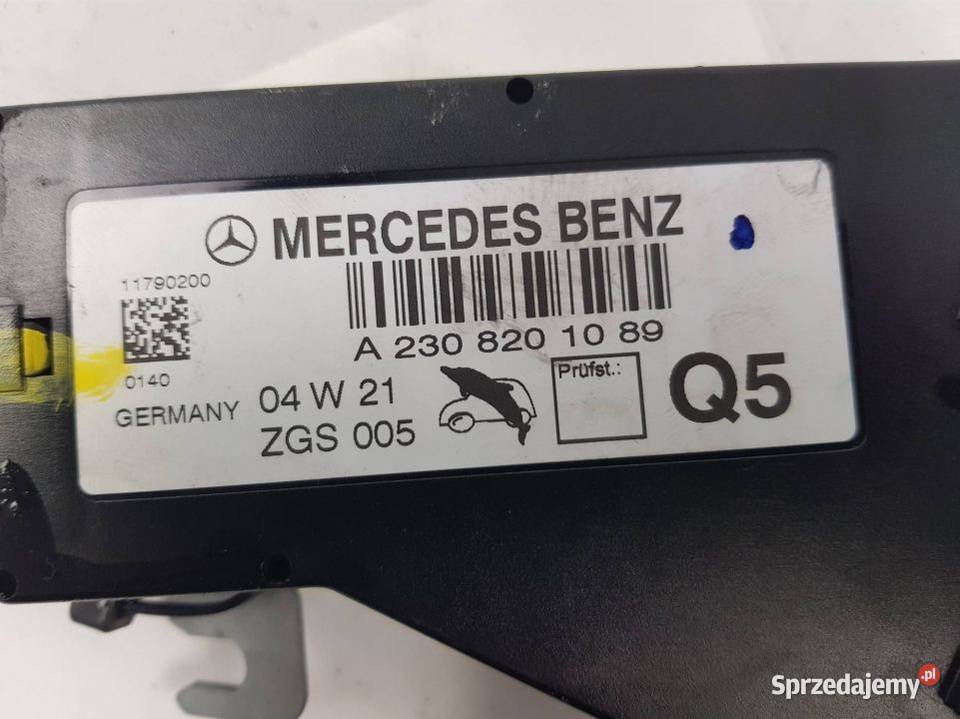 MERCEDES BENZ
11790200
A 230 820 10 89
0140
GERMANY
04 W 21
ZGS 005
Prüfst.:
Q5
Sprzedajemy.pl